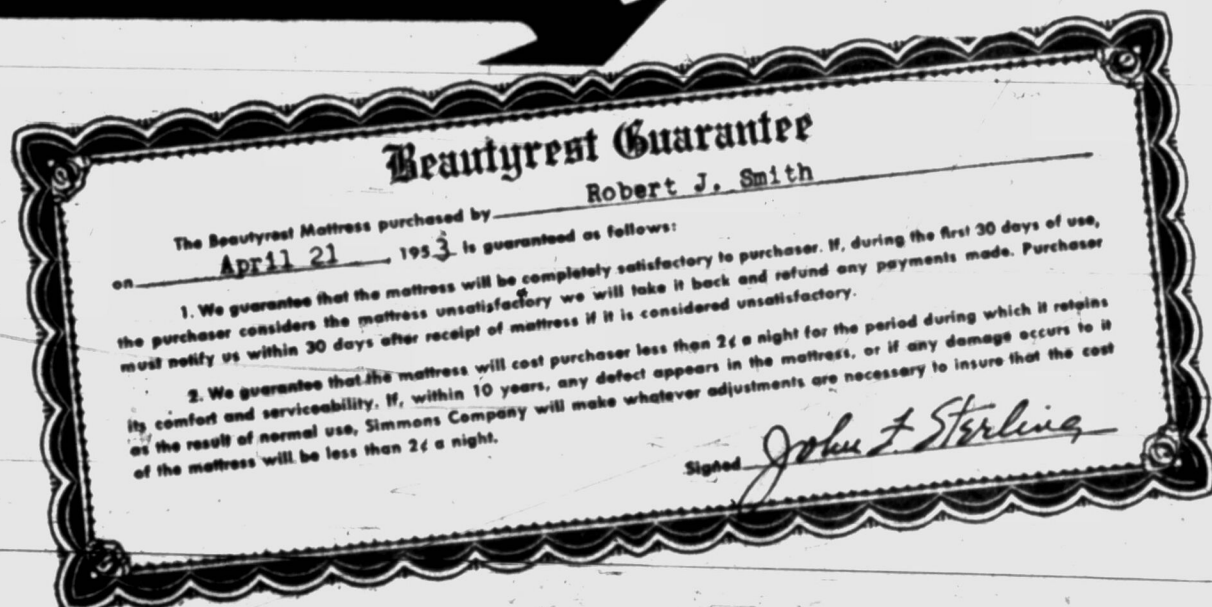 Beautyrest Guarantee
The Beautyrest Mattress purchased by Robert J. Smith
on April 21, 1953 is guaranteed as follows:
1. We guarantee that the mattress will be completely satisfactory to purchaser. If, during the first 30 days of use,
the purchaser considers the mattress unsatisfactory we will take it back and refund any payments made. Purchaser
must notify us within 30 days after receipt of mattress if it is considered unsatisfactory.
2. We guarantee that the mattress will cost purchaser less than 2¢ a night for the period during which it retains
its comfort and serviceability. If, within 10 years, any defect appears in the mattress, or if any damage occurs to it
as the result of normal use, Simmons Company will make whatever adjustments are necessary to insure that the cost
of the mattress will be less than 2¢ a night.
Signed John F. Sterling